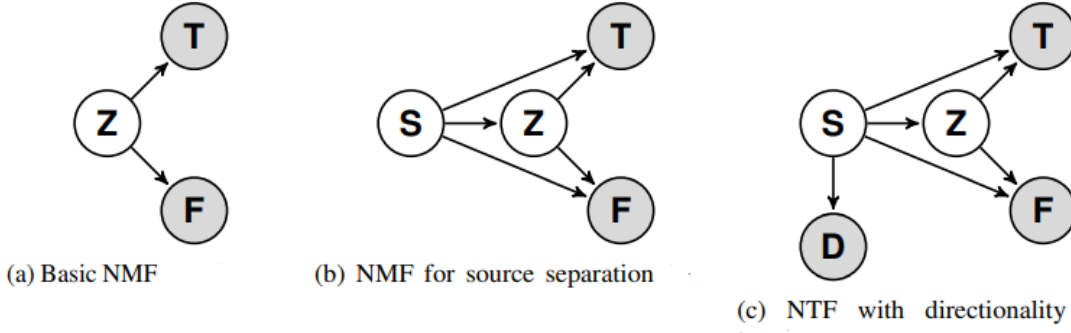 T
Z
F
(a) Basic NMF
T
S
Z
F
(b) NMF for source separation
T
S
Z
F
D
(c) NTF with directionality